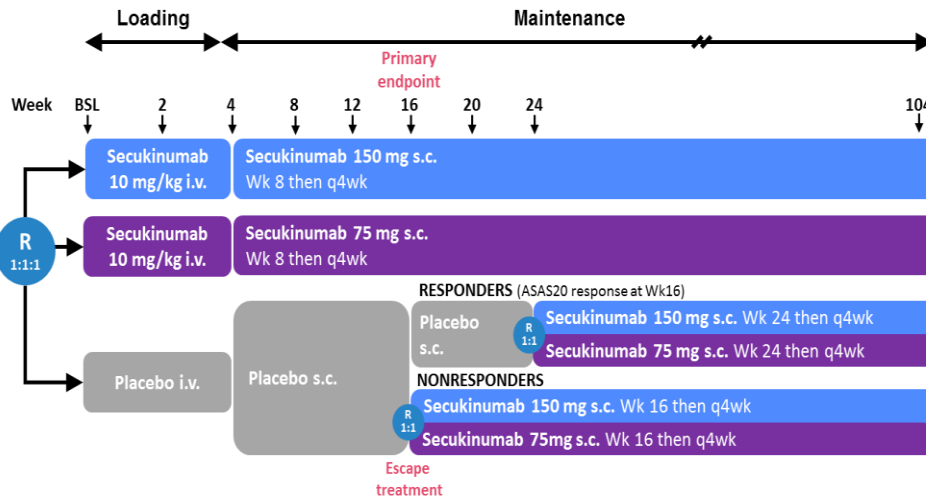 Loading
Maintenance
Primary
endpoint
Week BSL 2 4 8 12 16 20 24 104
Secukinumab
10 mg/kg i.v.
Secukinumab 150 mg s.c.
Wk 8 then q4wk
R
1:1:1
Secukinumab
10 mg/kg i.v.
Secukinumab 75 mg s.c.
Wk 8 then q4wk
RESPONDERS (ASAS20 response at Wk16)
Placebo
s.c.
R
1:1
Secukinumab 150 mg s.c. Wk 24 then q4wk
Secukinumab 75 mg s.c. Wk 24 then q4wk
Placebo i.v.
Placebo s.c.
NONRESPONDERS
R
1:1
Secukinumab 150 mg s.c. Wk 16 then q4wk
Secukinumab 75mg s.c. Wk 16 then q4wk
Escape
treatment